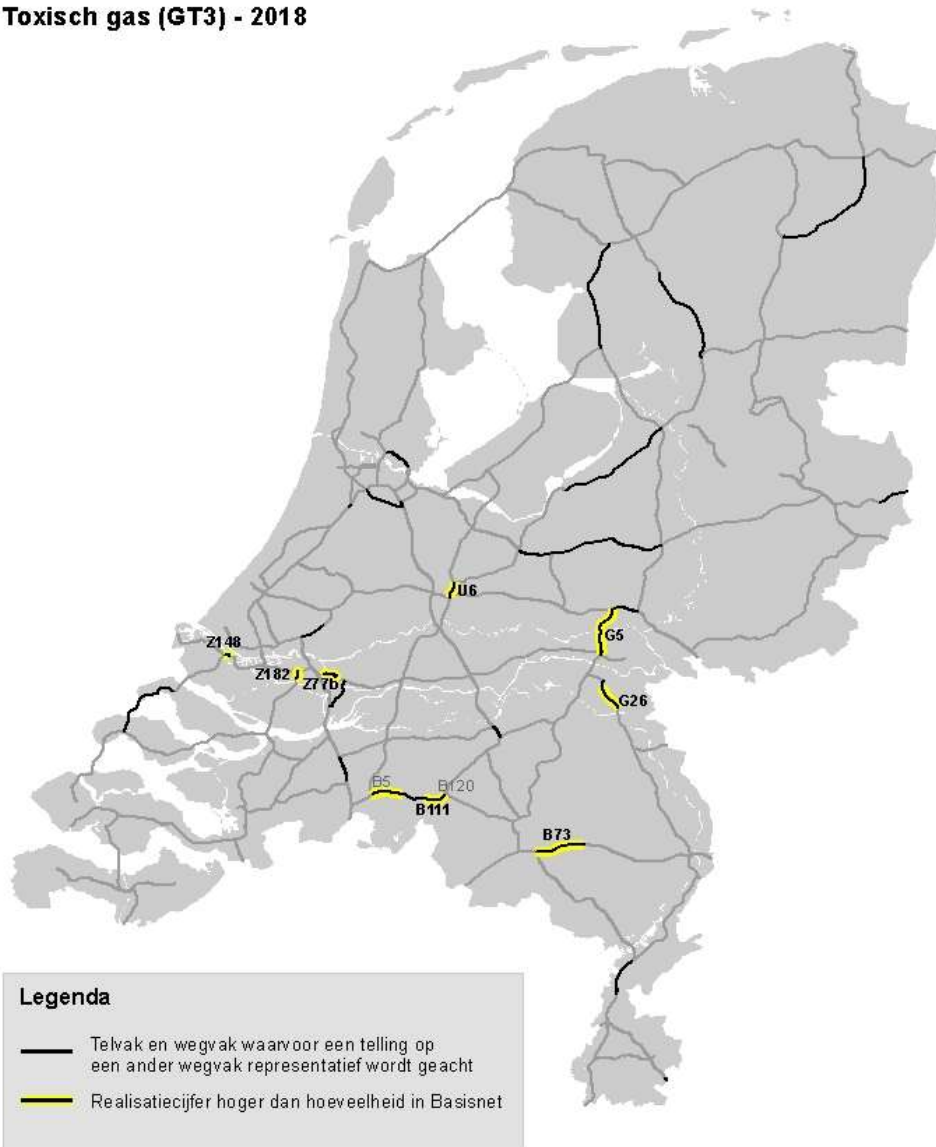 Toxisch gas (GT3) - 2018
U6
G5
Z148
Z182
Z77b
G26
B5
B120
B111
B73
Legenda
Telvak en wegvak waarvoor een telling op
een ander wegvak representatief wordt geacht
Realisatiecijfer hoger dan hoeveelheid in Basisnet